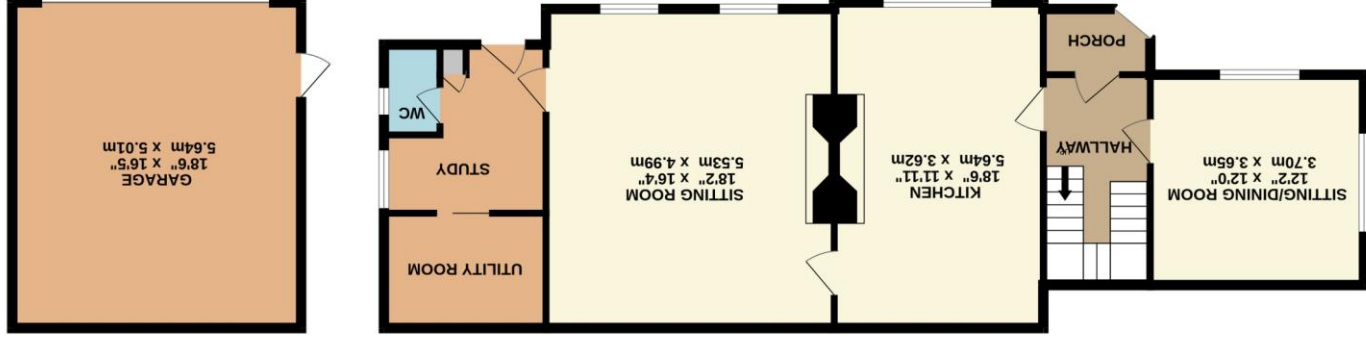 SITTING/DINING ROOM
12'2" x 12'0"
3.70m x 3.65m
HALLWAY
PORCH
KITCHEN
18'6" x 11'11"
5.64m x 3.62m
SITTING ROOM
18'2" x 16'4"
5.53m x 4.99m
UTILITY ROOM
STUDY
WC
GARAGE
18'6" x 16'5"
5.64m x 5.01m